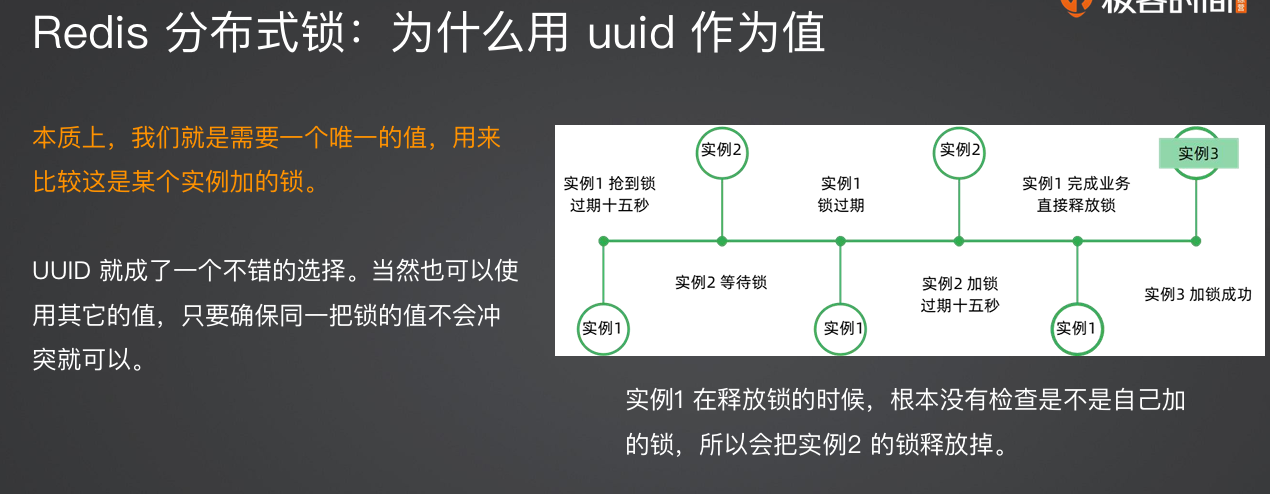 Redis 分布式锁：为什么用 uuid 作为值
本质上，我们就是需要一个唯一的值，用来
比较这是某个实例加的锁。
UUID 就成了一个不错的选择。当然也可以使
用其它的值，只要确保同一把锁的值不会冲
突就可以。
实例2
实例2
实例3
实例1 抢到锁
过期十五秒
实例1
锁过期
实例1 完成业务
直接释放锁
实例2 等待锁
实例2 加锁
过期十五秒
实例3 加锁成功
实例1
实例1
实例1
实例1 在释放锁的时候，根本没有检查是不是自己加
的锁，所以会把实例2 的锁释放掉。